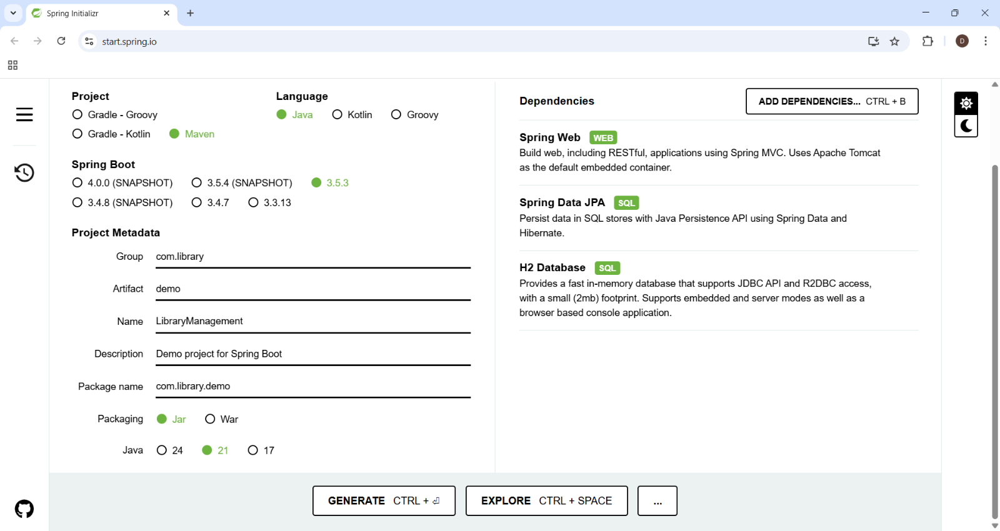 Spring Initializr
start.spring.io
D
Project
Gradle - Groovy
Gradle - Kotlin Maven
Language
Java Kotlin Groovy
Spring Boot
4.0.0 (SNAPSHOT) 3.5.4 (SNAPSHOT) 3.5.3
3.4.8 (SNAPSHOT) 3.4.7 3.3.13
Project Metadata
Group com.library
Artifact demo
Name LibraryManagement
Description Demo project for Spring Boot
Package name com.library.demo
Packaging Jar War
Java 24 21 17
Dependencies
ADD DEPENDENCIES... CTRL + B
Spring Web WEB
Build web, including RESTful, applications using Spring MVC. Uses Apache Tomcat
as the default embedded container.
Spring Data JPA SQL
Persist data in SQL stores with Java Persistence API using Spring Data and
Hibernate.
H2 Database SQL
Provides a fast in-memory database that supports JDBC API and R2DBC access,
with a small (2mb) footprint. Supports embedded and server modes as well as a
browser based console application.
GENERATE CTRL + ⏎
EXPLORE CTRL + SPACE
...